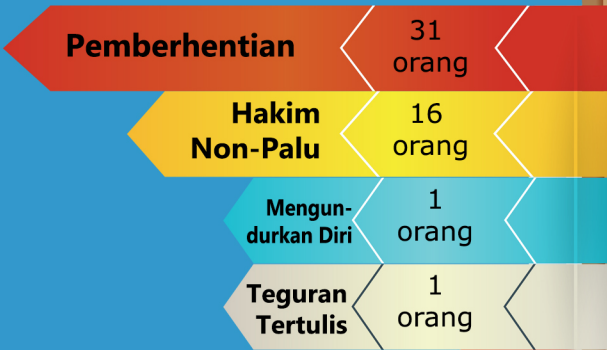 Pemberhentian
31
orang
Hakim
Non-Palu
16
orang
Mengun-
durkan Diri
1
orang
Teguran
Tertulis
1
orang